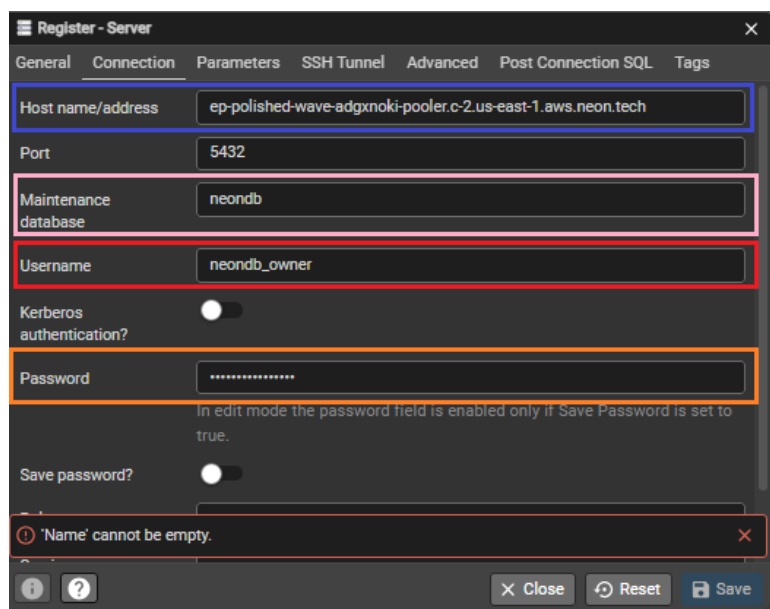 Register - Server
General Connection Parameters SSH Tunnel Advanced Post Connection SQL Tags
Host name/address ep-polished-wave-adgxnoki-pooler.c-2.us-east-1.aws.neon.tech
Port 5432
Maintenance database neondb
Username neondb_owner
Kerberos authentication?
Password ••••••••••••••••
In edit mode the password field is enabled only if Save Password is set to
true.
Save password?
'Name' cannot be empty.
Close Reset Save